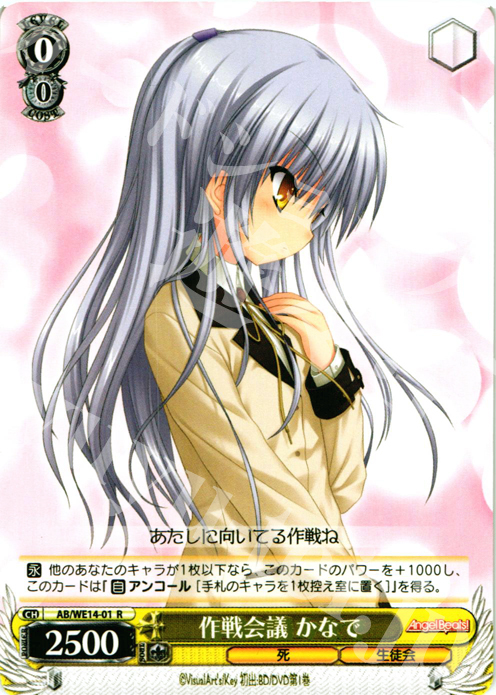 LEVEL
0
0
COST
あたしに向いてる作戦ね
永 他のあなたのキャラが1枚以下なら、このカードのパワーを＋1000し、
このカードは「自 アンコール ［手札のキャラを1枚控え室に置く］」を得る。
CH AB/WE14-01 R
POWER 2500 SOUL
作戦会議 かなで
Angel Beats!
死 生徒会
©VisualArt's/Key 初出:BD/DVD第1巻